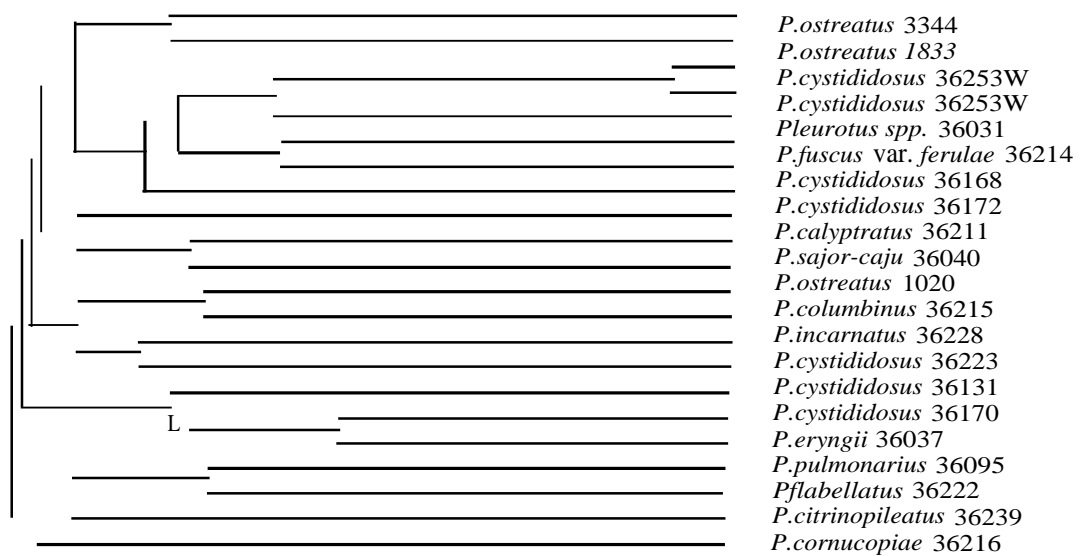 P.ostreatus 3344
P.ostreatus 1833
P.cystididosus 36253W
P.cystididosus 36253W
Pleurotus spp. 36031
P.fuscus var. ferulae 36214
P.cystididosus 36168
P.cystididosus 36172
P.calyptratus 36211
P.sajor-caju 36040
P.ostreatus 1020
P.columbinus 36215
P.incarnatus 36228
P.cystididosus 36223
P.cystididosus 36131
P.cystididosus 36170
L
P.eryngii 36037
P.pulmonarius 36095
Pflabellatus 36222
P.citrinopileatus 36239
P.cornucopiae 36216